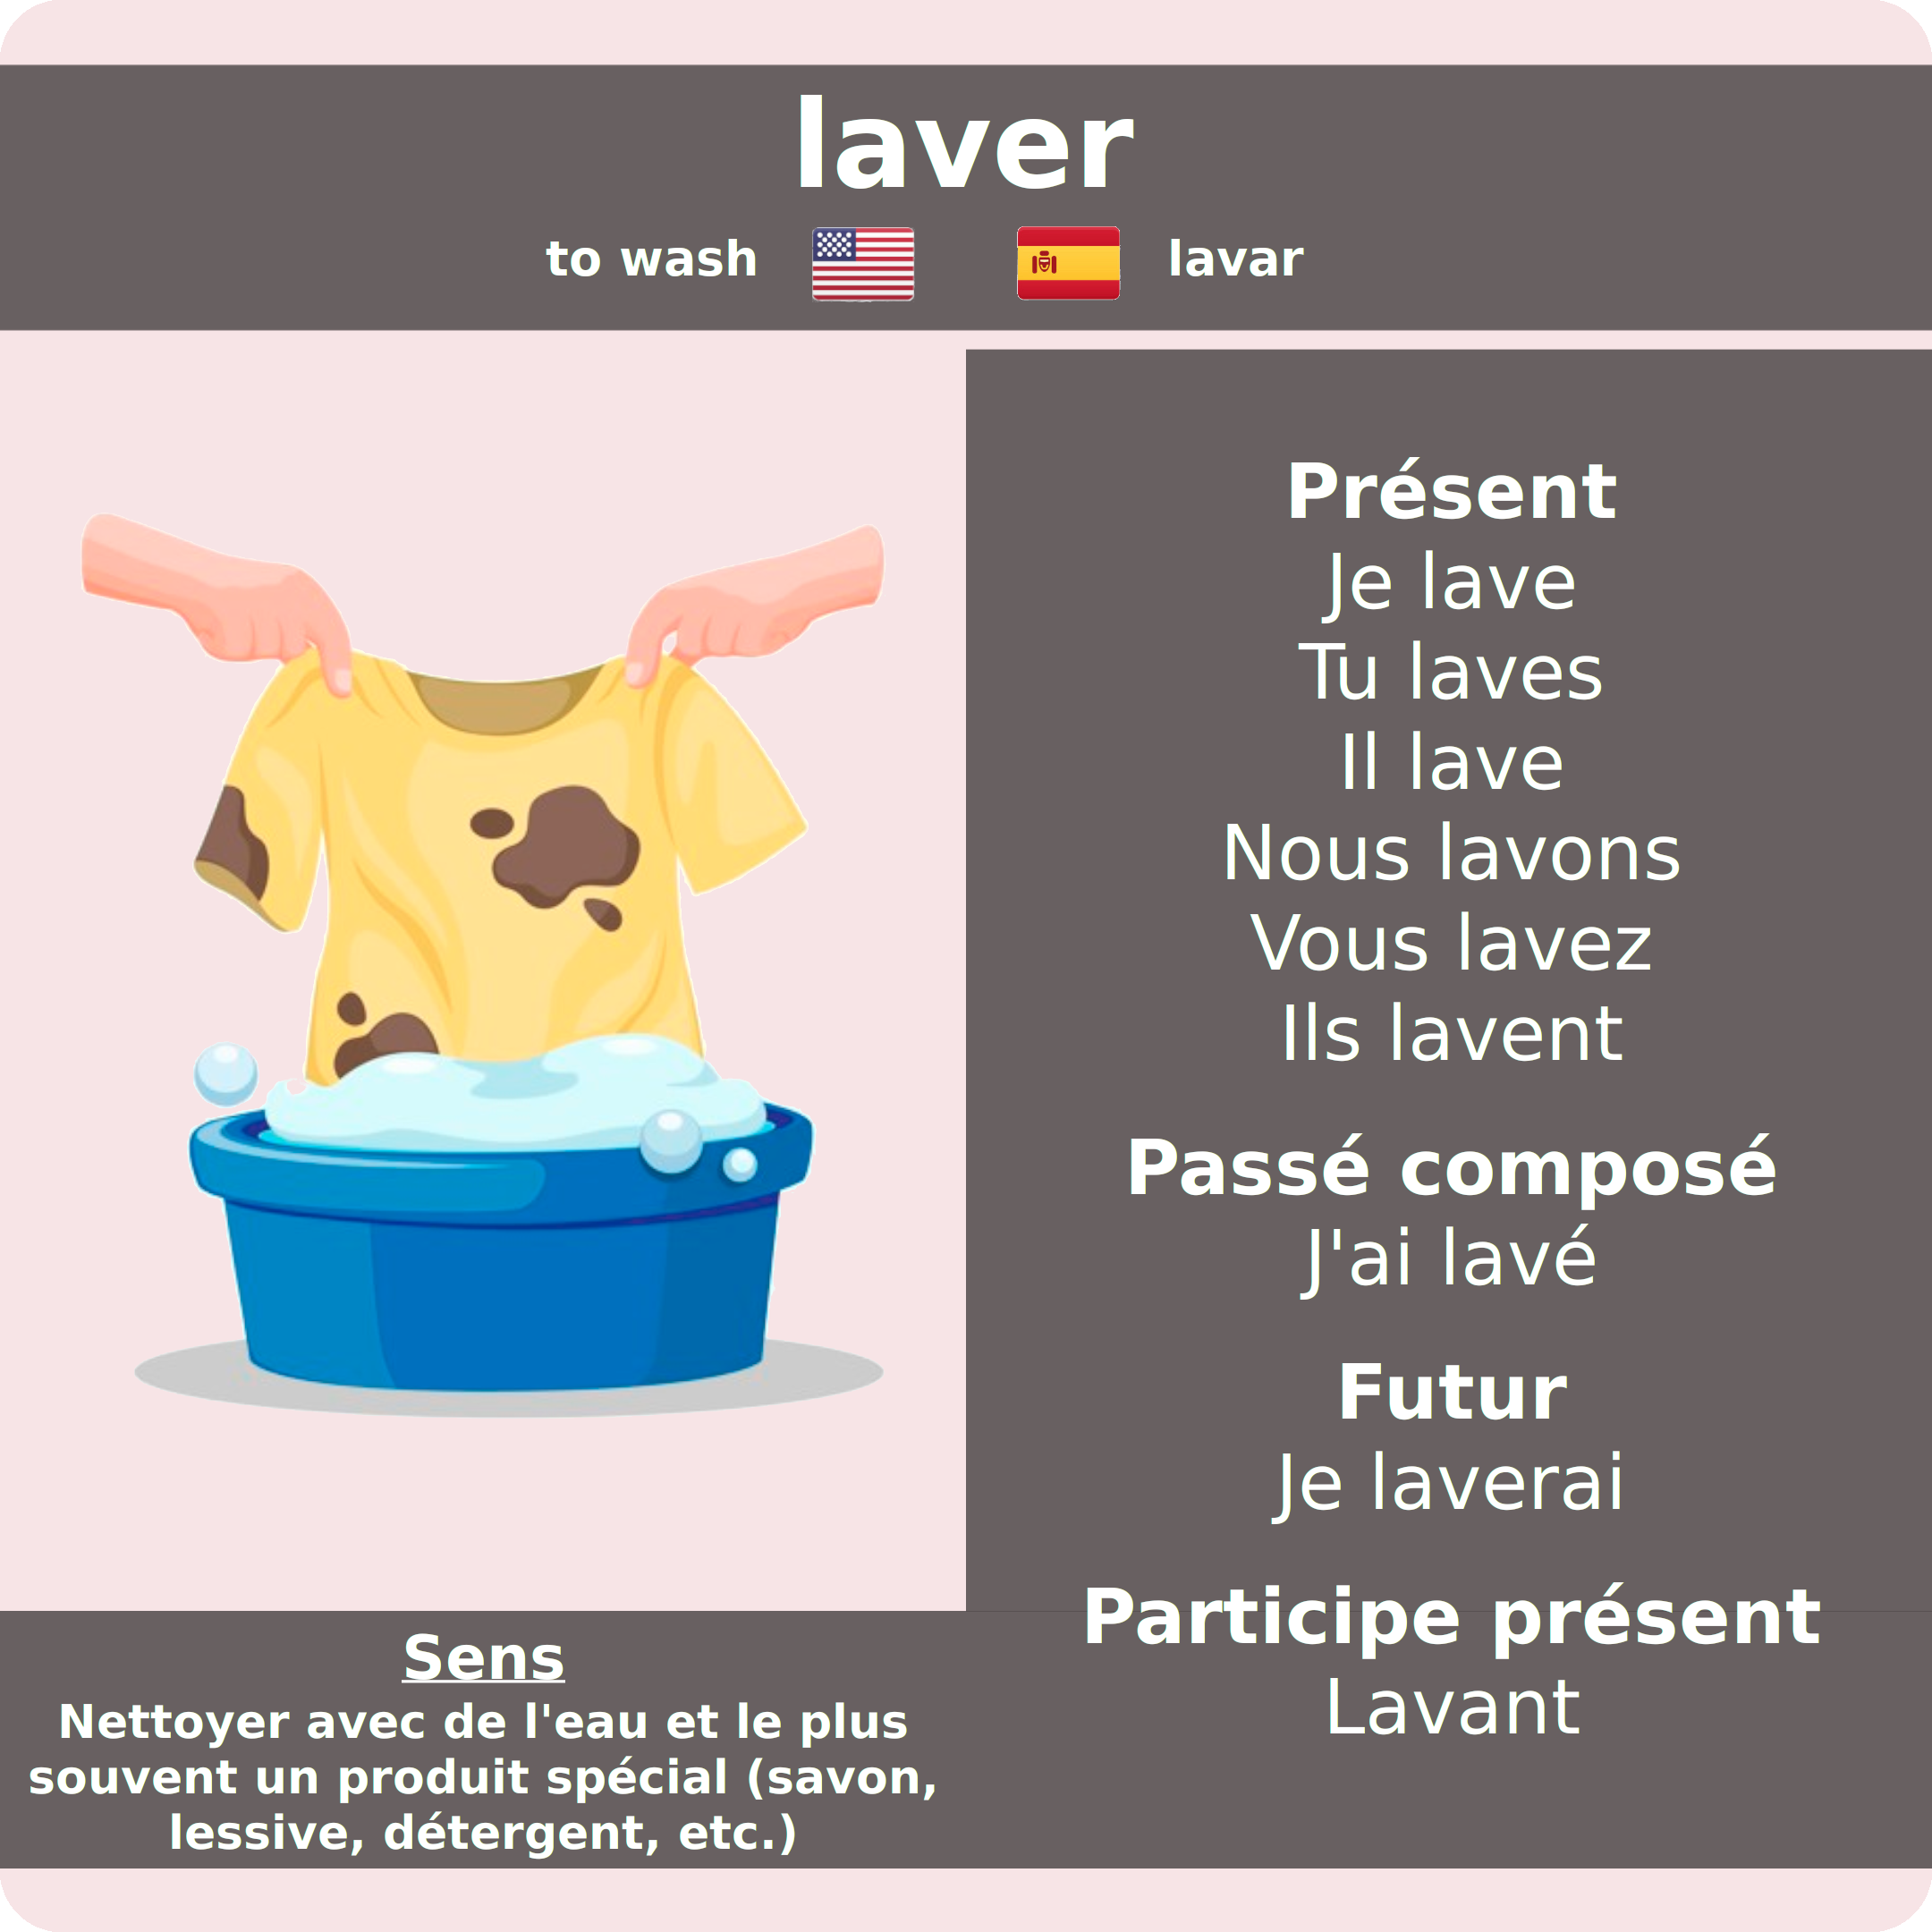 laver
to wash
lavar
Présent
Je lave
Tu laves
Il lave
Nous lavons
Vous lavez
Ils lavent
Passé composé
J'ai lavé
Futur
Je laverai
Participe présent
Lavant
Sens
Nettoyer avec de l'eau et le plus
souvent un produit spécial (savon,
lessive, détergent, etc.)